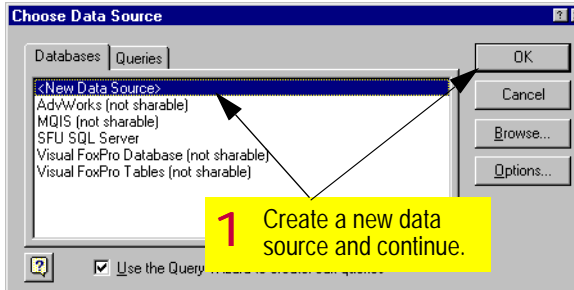 Choose Data Source
Databases Queries
OK
<New Data Source>
AdvWorks (not sharable)
Cancel
MQIS (not sharable)
SFU SQL Server
Browse...
Visual FoxPro Database (not sharable)
Visual FoxPro Tables (not sharable)
Options...
1 Create a new data
source and continue.
Use the Query